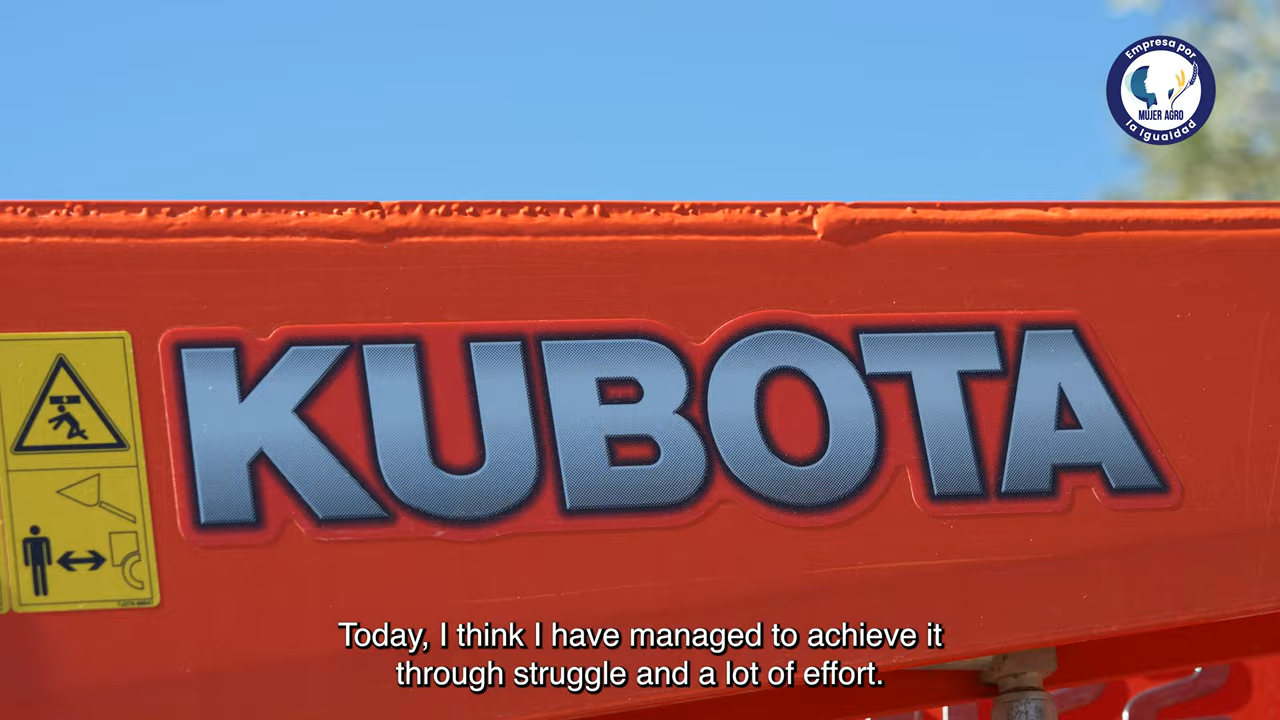 Empresa por
MUJER AGRO
la Igualdad
KUBOTA
Today, I think I have managed to achieve it
through struggle and a lot of effort.